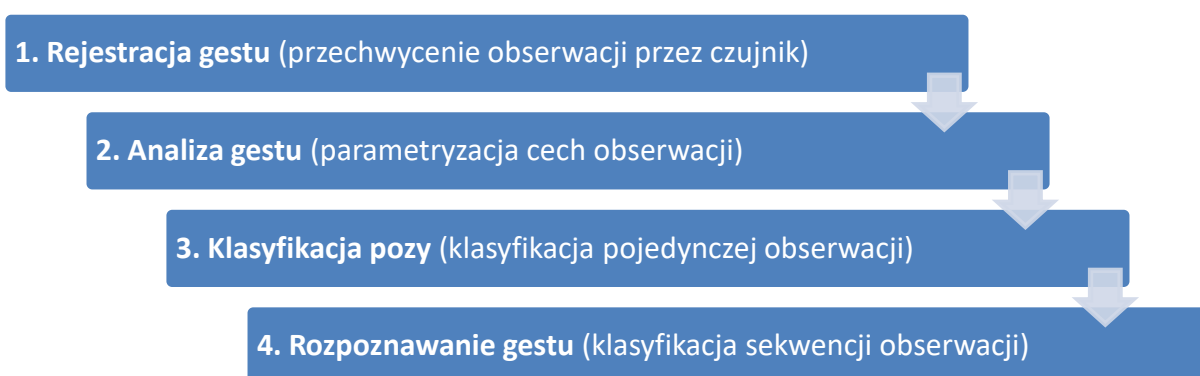 1. Rejestracja gestu (przechwycenie obserwacji przez czujnik)
2. Analiza gestu (parametryzacja cech obserwacji)
3. Klasyfikacja pozy (klasyfikacja pojedynczej obserwacji)
4. Rozpoznawanie gestu (klasyfikacja sekwencji obserwacji)